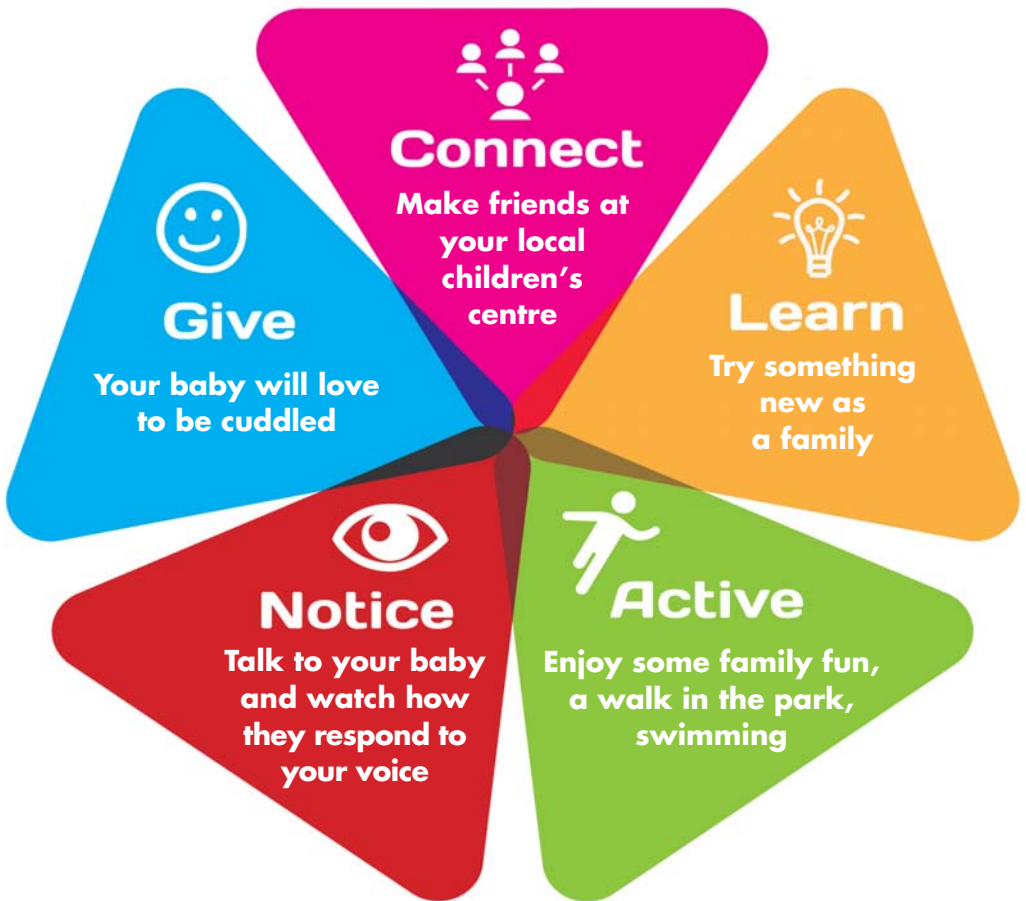 Connect
Make friends at
your local
children's
centre
Learn
Try something
new as
a family
Active
Enjoy some family fun,
a walk in the park,
swimming
Notice
Talk to your baby
and watch how
they respond to
your voice
Give
Your baby will love
to be cuddled